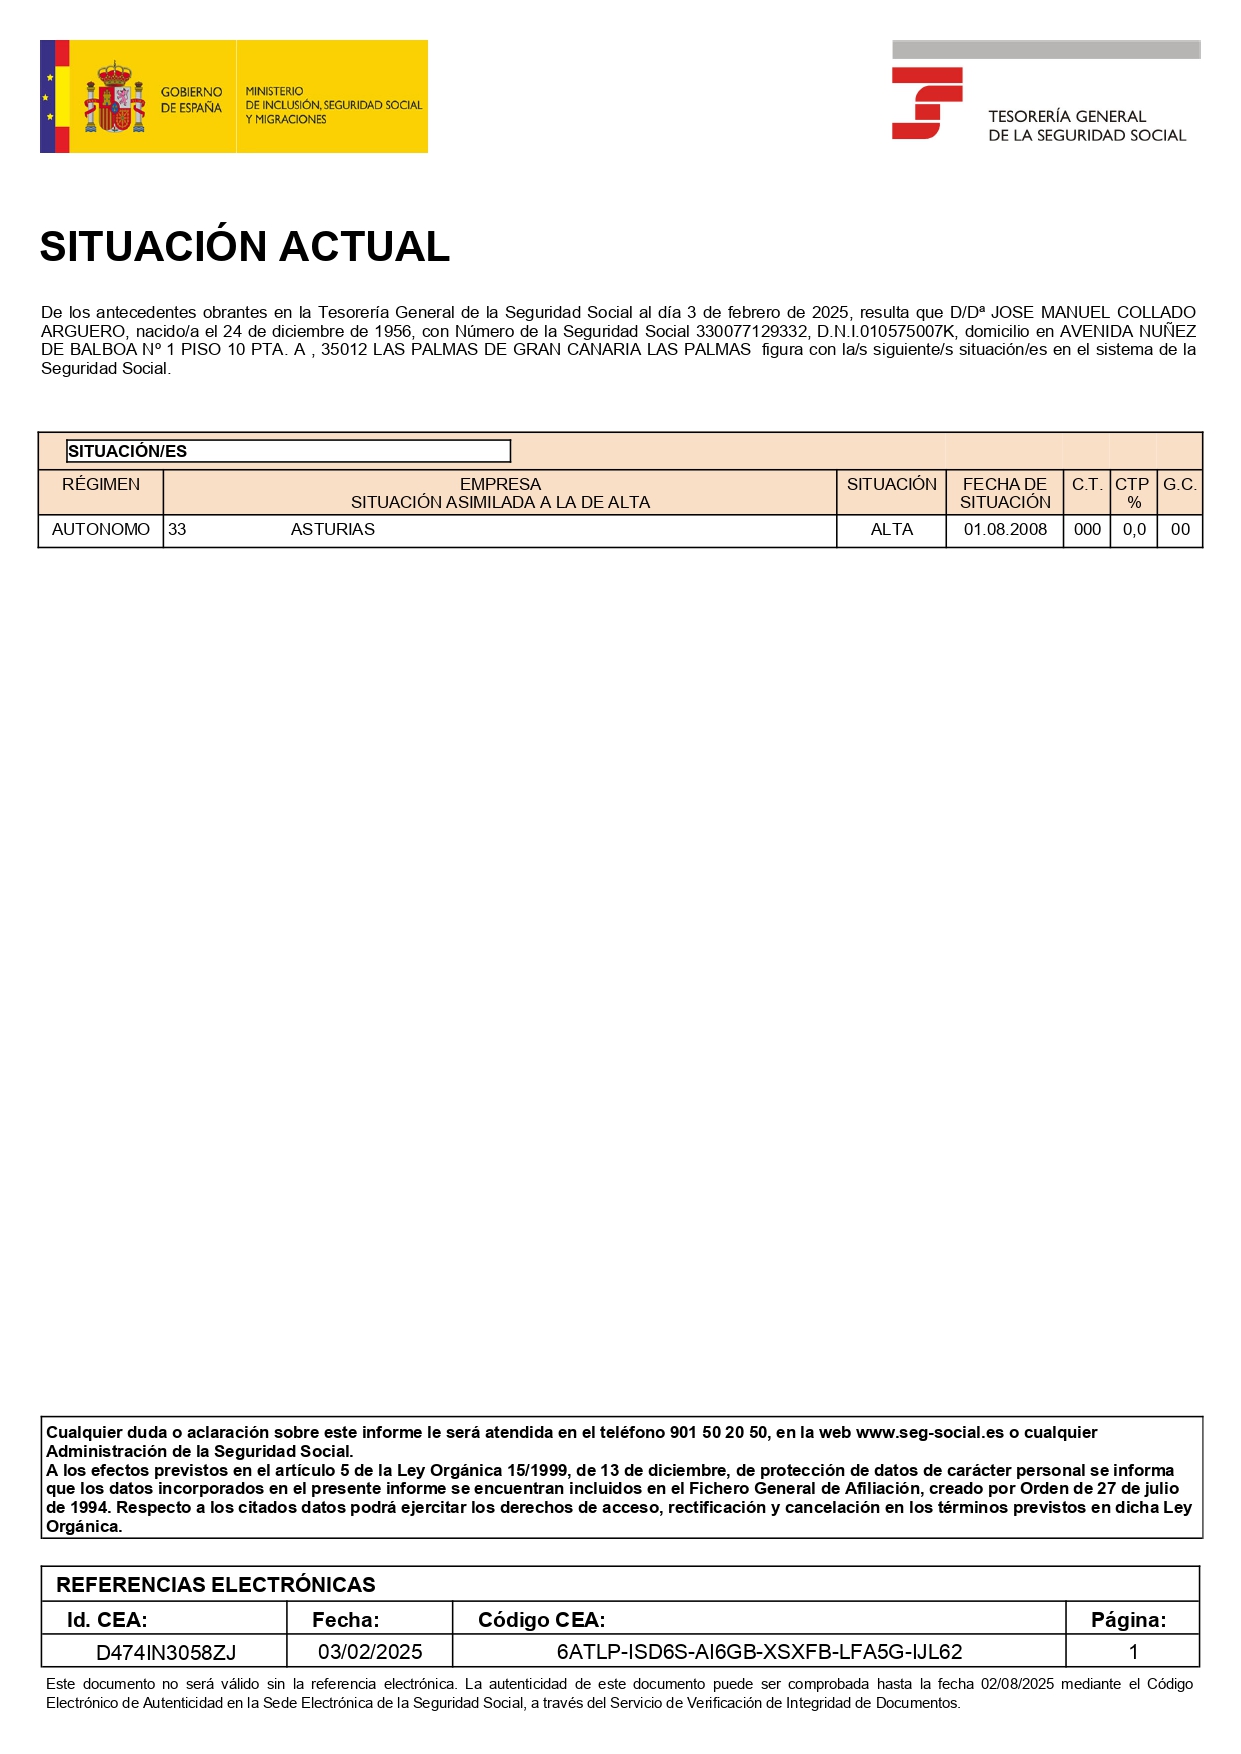 GOBIERNO
DE ESPAÑA
MINISTERIO
DE INCLUSIÓN, SEGURIDAD SOCIAL
Y MIGRACIONES
TESORERÍA GENERAL
DE LA SEGURIDAD SOCIAL
SITUACIÓN ACTUAL
De los antecedentes obrantes en la Tesorería General de la Seguridad Social al día 3 de febrero de 2025, resulta que D/Dª JOSE MANUEL COLLADO
ARGUERO, nacido/a el 24 de diciembre de 1956, con Número de la Seguridad Social 330077129332, D.N.I.010575007K, domicilio en AVENIDA NUÑEZ
DE BALBOA Nº 1 PISO 10 PTA. A , 35012 LAS PALMAS DE GRAN CANARIA LAS PALMAS figura con la/s siguiente/s situación/es en el sistema de la
Seguridad Social.
SITUACIÓN/ES
RÉGIMEN EMPRESA SITUACIÓN FECHA DE C.T. CTP G.C.
SITUACIÓN ASIMILADA A LA DE ALTA SITUACIÓN %
AUTONOMO 33 ASTURIAS ALTA 01.08.2008 000 0,0 00
Cualquier duda o aclaración sobre este informe le será atendida en el teléfono 901 50 20 50, en la web www.seg-social.es o cualquier
Administración de la Seguridad Social.
A los efectos previstos en el artículo 5 de la Ley Orgánica 15/1999, de 13 de diciembre, de protección de datos de carácter personal se informa
que los datos incorporados en el presente informe se encuentran incluidos en el Fichero General de Afiliación, creado por Orden de 27 de julio
de 1994. Respecto a los citados datos podrá ejercitar los derechos de acceso, rectificación y cancelación en los términos previstos en dicha Ley
Orgánica.
REFERENCIAS ELECTRÓNICAS
Id. CEA: Fecha: Código CEA: Página:
D474IN3058ZJ 03/02/2025 6ATLP-ISD6S-AI6GB-XSXFB-LFA5G-IJL62 1
Este documento no será válido sin la referencia electrónica. La autenticidad de este documento puede ser comprobada hasta la fecha 02/08/2025 mediante el Código
Electrónico de Autenticidad en la Sede Electrónica de la Seguridad Social, a través del Servicio de Verificación de Integridad de Documentos.